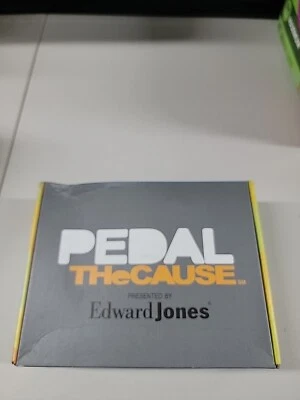 PEDAL
THeCAUSE
PRESENTED BY
Edward Jones